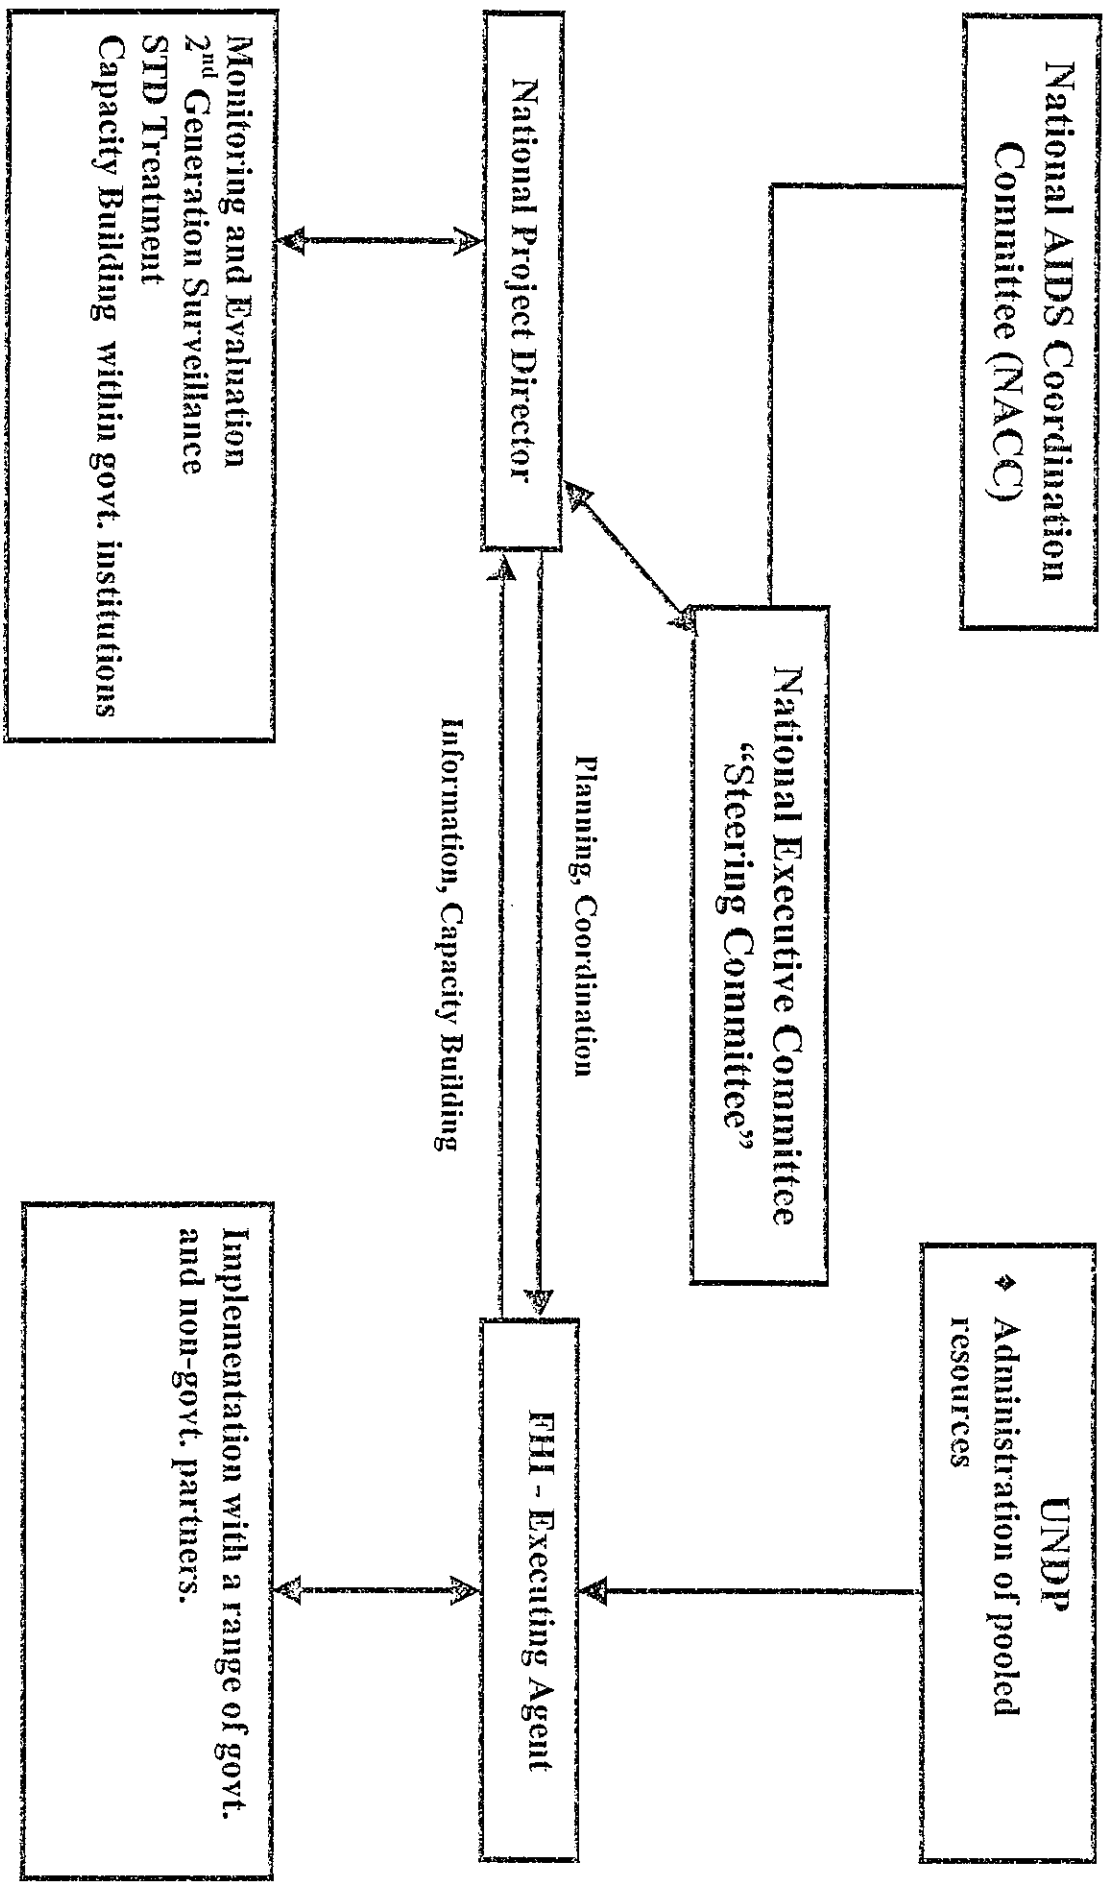 National AIDS Coordination
Committee (NACC)
UNDP
❖ Administration of pooled
resources
National Executive Committee
“Steering Committee”
National Project Director
Planning, Coordination
Information, Capacity Building
FHI - Executing Agent
Monitoring and Evaluation
2nd Generation Surveillance
STD Treatment
Capacity Building within govt. institutions
Implementation with a range of govt.
and non-govt. partners.